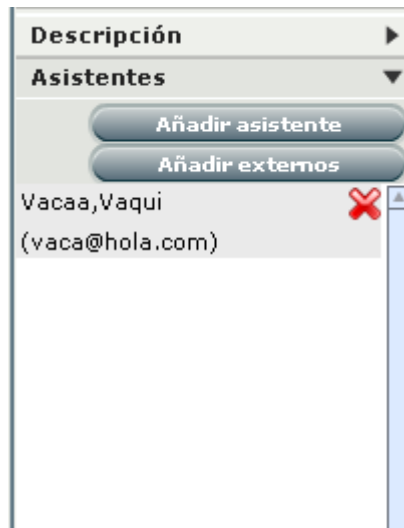 Descripción
Asistentes
Añadir asistente
Añadir externos
Vacaa,Vaqui
(vaca@hola.com)